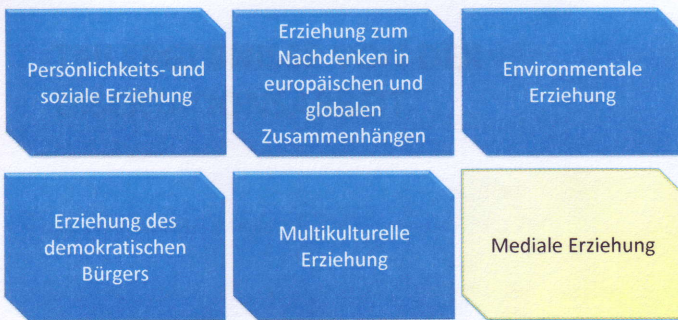 Persönlichkeits- und
soziale Erziehung
Erziehung zum
Nachdenken in
europäischen und
globalen
Zusammenhängen
Environmentale
Erziehung
Erziehung des
demokratischen
Bürgers
Multikulturelle
Erziehung
Mediale Erziehung